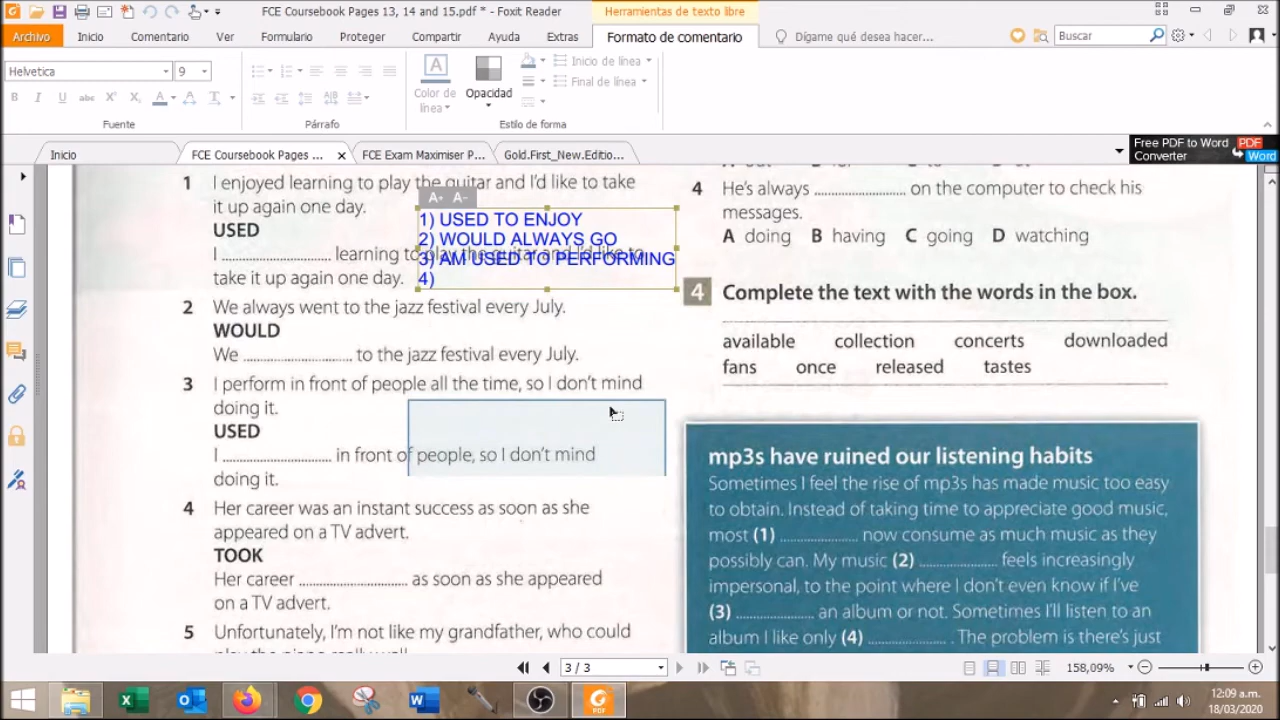 FCE Coursebook Pages 13, 14 and 15.pdf * - Foxit Reader
Herramientas de texto libre
Archivo Inicio Comentario Ver Formulario Proteger Compartir Ayuda Extras Formato de comentario Dígame qué desea hacer... Buscar
Helvetica 9
Color de línea Opacidad Inicio de línea Final de línea
Fuente Párrafo Estilo de forma
Inicio FCE Coursebook Pages ... FCE Exam Maximiser P... Gold.First_New.Editio...
Free PDF to Word Converter PDF Word
1 I enjoyed learning to play the guitar and I'd like to take
it up again one day.
USED
I .............................. learning to play the guitar and I'd like to
take it up again one day.
A+ A-
1) USED TO ENJOY
2) WOULD ALWAYS GO
3) AM USED TO PERFORMING
4)
2 We always went to the jazz festival every July.
WOULD
We .............................. to the jazz festival every July.
3 I perform in front of people all the time, so I don't mind
doing it.
USED
I .............................. in front of people, so I don't mind
doing it.
4 Her career was an instant success as soon as she
appeared on a TV advert.
TOOK
Her career .............................. as soon as she appeared
on a TV advert.
5 Unfortunately, I'm not like my grandfather, who could
4 He's always ......................... on the computer to check his
messages.
A doing B having C going D watching
4 Complete the text with the words in the box.
available collection concerts downloaded
fans once released tastes
mp3s have ruined our listening habits
Sometimes I feel the rise of mp3s has made music too easy
to obtain. Instead of taking time to appreciate good music,
most (1) ..................... now consume as much music as they
possibly can. My music (2) ..................... feels increasingly
impersonal, to the point where I don't even know if I've
(3) ..................... an album or not. Sometimes I'll listen to an
album I like only (4) ..................... . The problem is there's just
3 / 3 158,09%
12:09 a.m.
18/03/2020